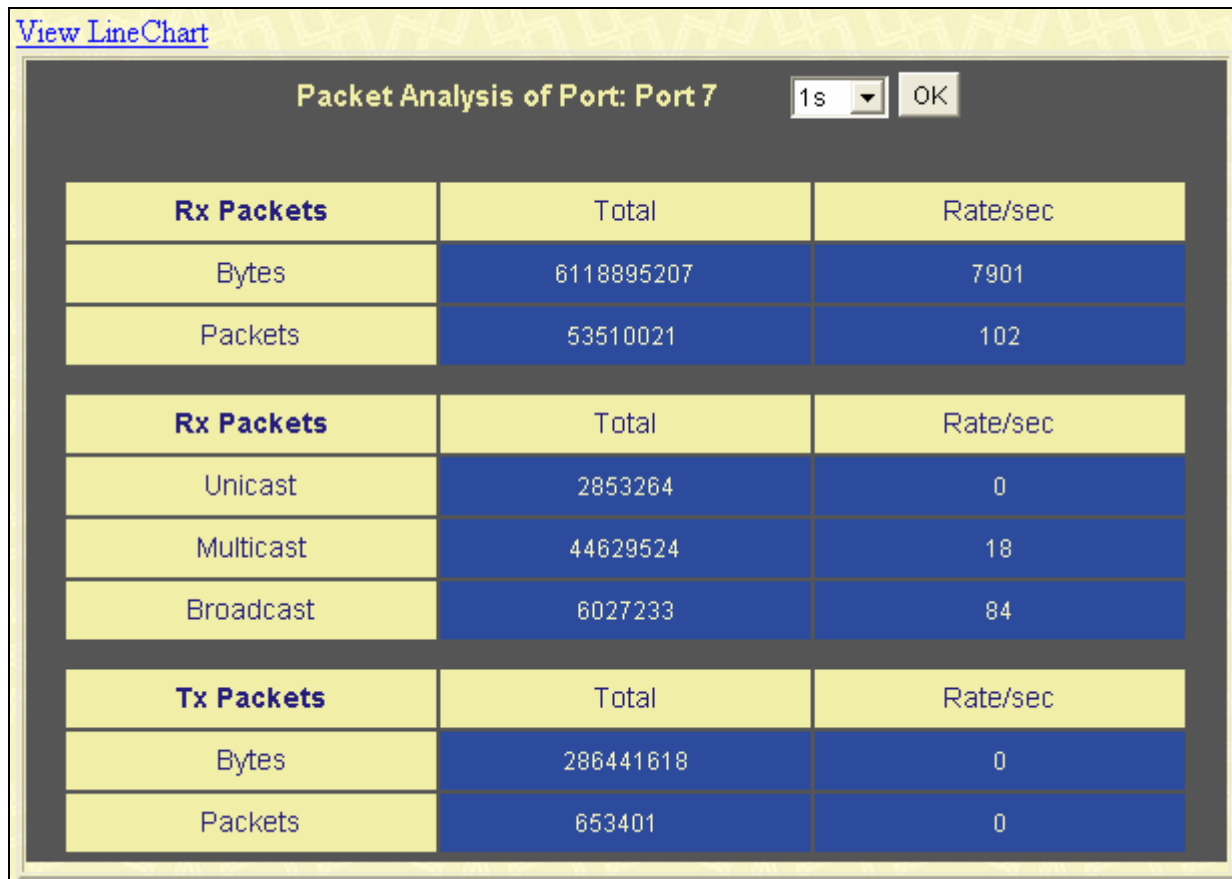 View LineChart
Packet Analysis of Port: Port 7 1s OK
Rx Packets Total Rate/sec
Bytes 6118895207 7901
Packets 53510021 102
Rx Packets Total Rate/sec
Unicast 2853264 0
Multicast 44629524 18
Broadcast 6027233 84
Tx Packets Total Rate/sec
Bytes 286441618 0
Packets 653401 0